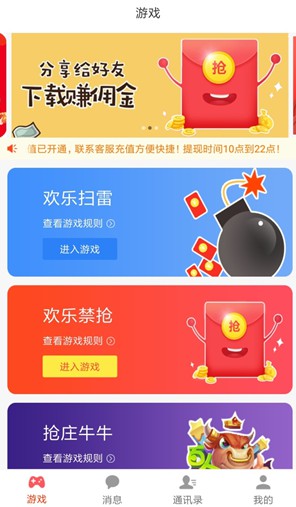 游戏
分享给好友
下载赚佣金
抢
值已开通，联系客服充值方便快捷！提现时间10点到22点！
欢乐扫雷
查看游戏规则
进入游戏
欢乐禁抢
查看游戏规则
进入游戏
抢
抢庄牛牛
查看游戏规则
游戏
消息
通讯录
我的